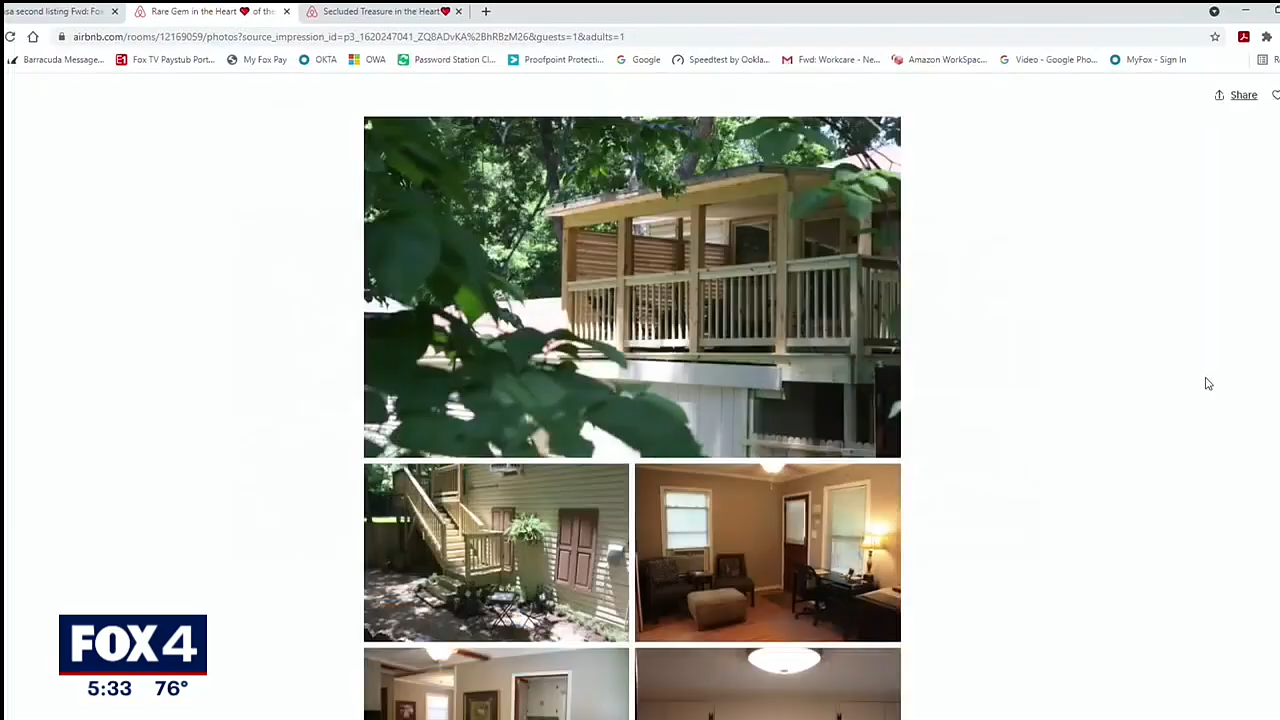 usa second listing Fwd: Fo
Rare Gem in the Heart ❤ of the
Secluded Treasure in the Heart❤
airbnb.com/rooms/12169059/photos?source_impression_id=p3_1620247041_ZQ8ADvKA%2BhRBzM26&guests=1&adults=1
Barracuda Message...
Fox TV Paystub Port...
My Fox Pay
OKTA
OWA
Password Station Cl...
Proofpoint Protecti...
Google
Speedtest by Ookla...
Fwd: Workcare - Ne...
Amazon WorkSpac...
Video - Google Pho...
MyFox - Sign In
Share
FOX 4
5:33 76°